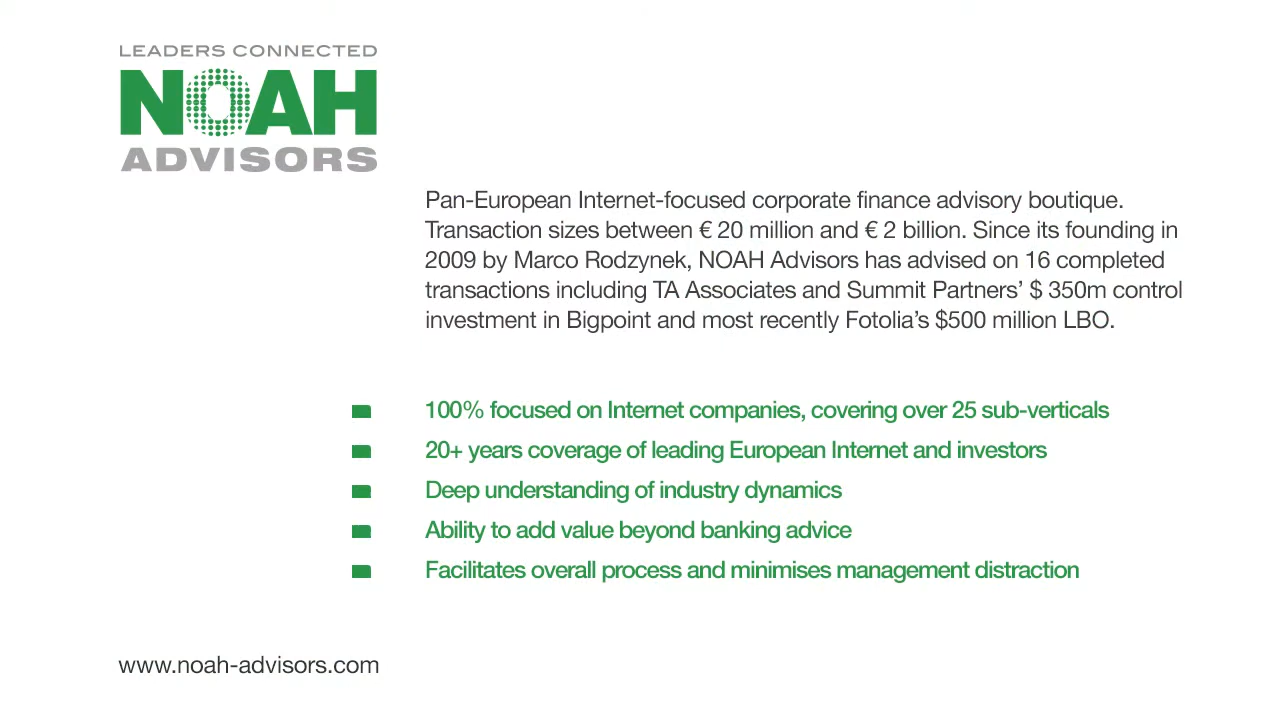 LEADERS CONNECTED
NOAH
ADVISORS
Pan-European Internet-focused corporate finance advisory boutique.
Transaction sizes between € 20 million and € 2 billion. Since its founding in
2009 by Marco Rodzynek, NOAH Advisors has advised on 16 completed
transactions including TA Associates and Summit Partners’ $ 350m control
investment in Bigpoint and most recently Fotolia’s $500 million LBO.
100% focused on Internet companies, covering over 25 sub-verticals
20+ years coverage of leading European Internet and investors
Deep understanding of industry dynamics
Ability to add value beyond banking advice
Facilitates overall process and minimises management distraction
www.noah-advisors.com